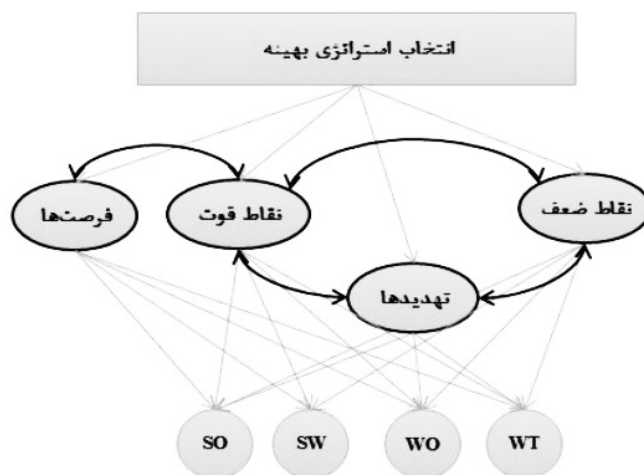 انتخاب استراتژی بهینه
نقاط ضعف
نقاط قوت
فرصت‌ها
تهدیدها
SO
SW
WO
WT